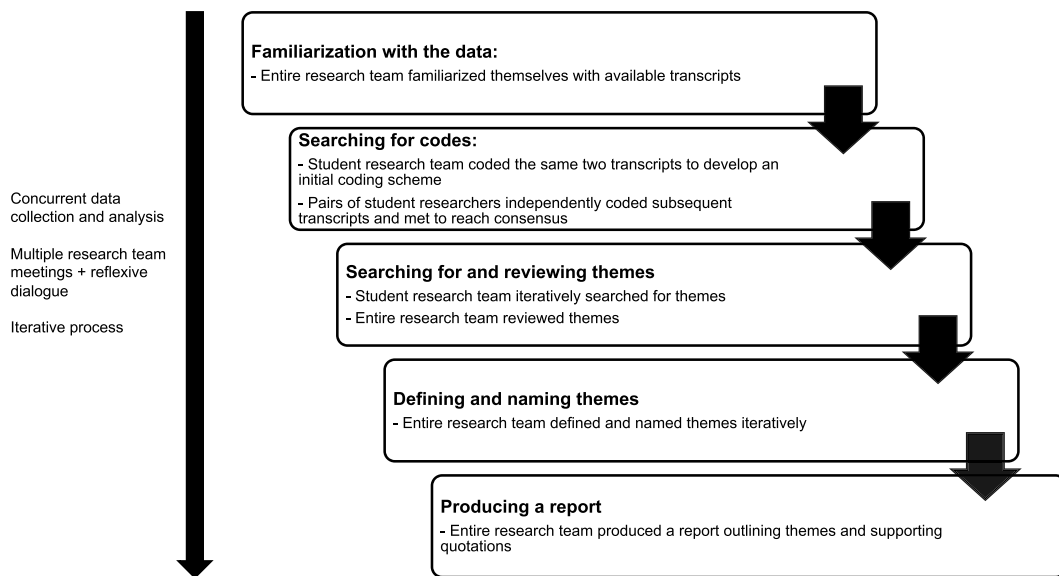 Familiarization with the data:
- Entire research team familiarized themselves with available transcripts
Searching for codes:
- Student research team coded the same two transcripts to develop an
initial coding scheme
- Pairs of student researchers independently coded subsequent
transcripts and met to reach consensus
Concurrent data
collection and analysis
Multiple research team
meetings + reflexive
dialogue
Iterative process
Searching for and reviewing themes
- Student research team iteratively searched for themes
- Entire research team reviewed themes
Defining and naming themes
- Entire research team defined and named themes iteratively
Producing a report
- Entire research team produced a report outlining themes and supporting
quotations